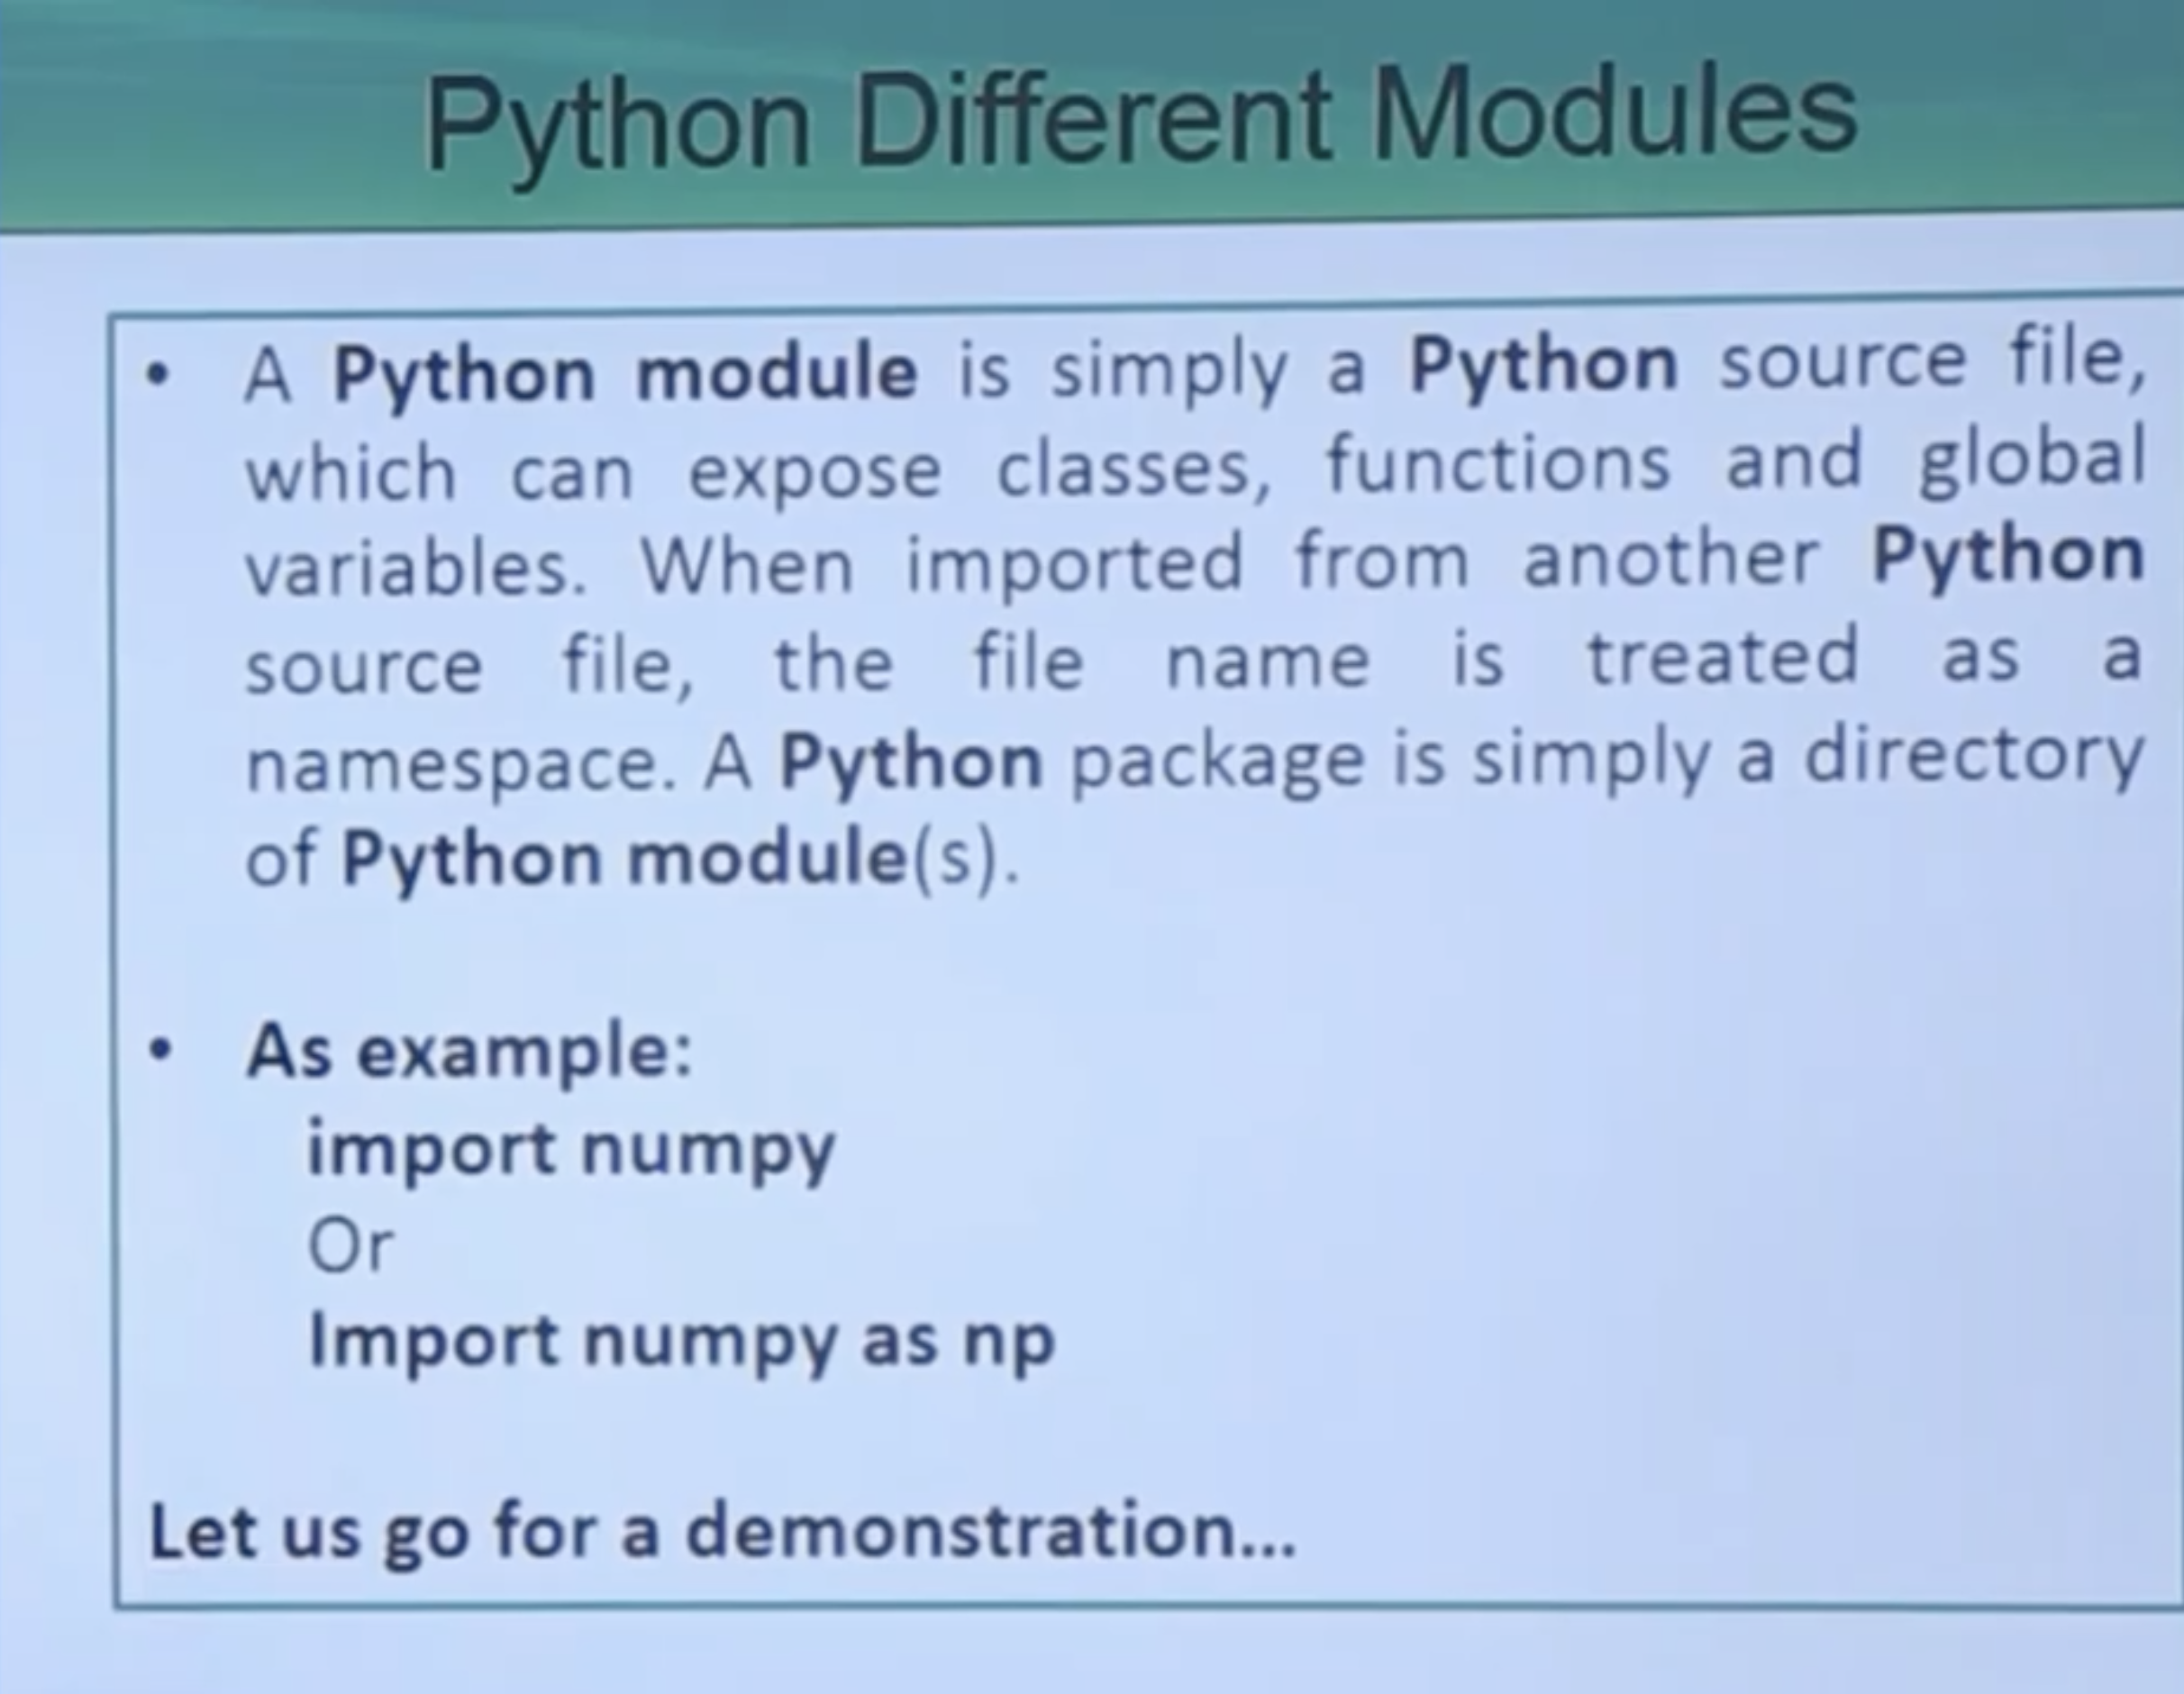 Python Different Modules
• A Python module is simply a Python source file,
which can expose classes, functions and global
variables. When imported from another Python
source file, the file name is treated as a
namespace. A Python package is simply a directory
of Python module(s).
• As example:
import numpy
Or
Import numpy as np
Let us go for a demonstration...